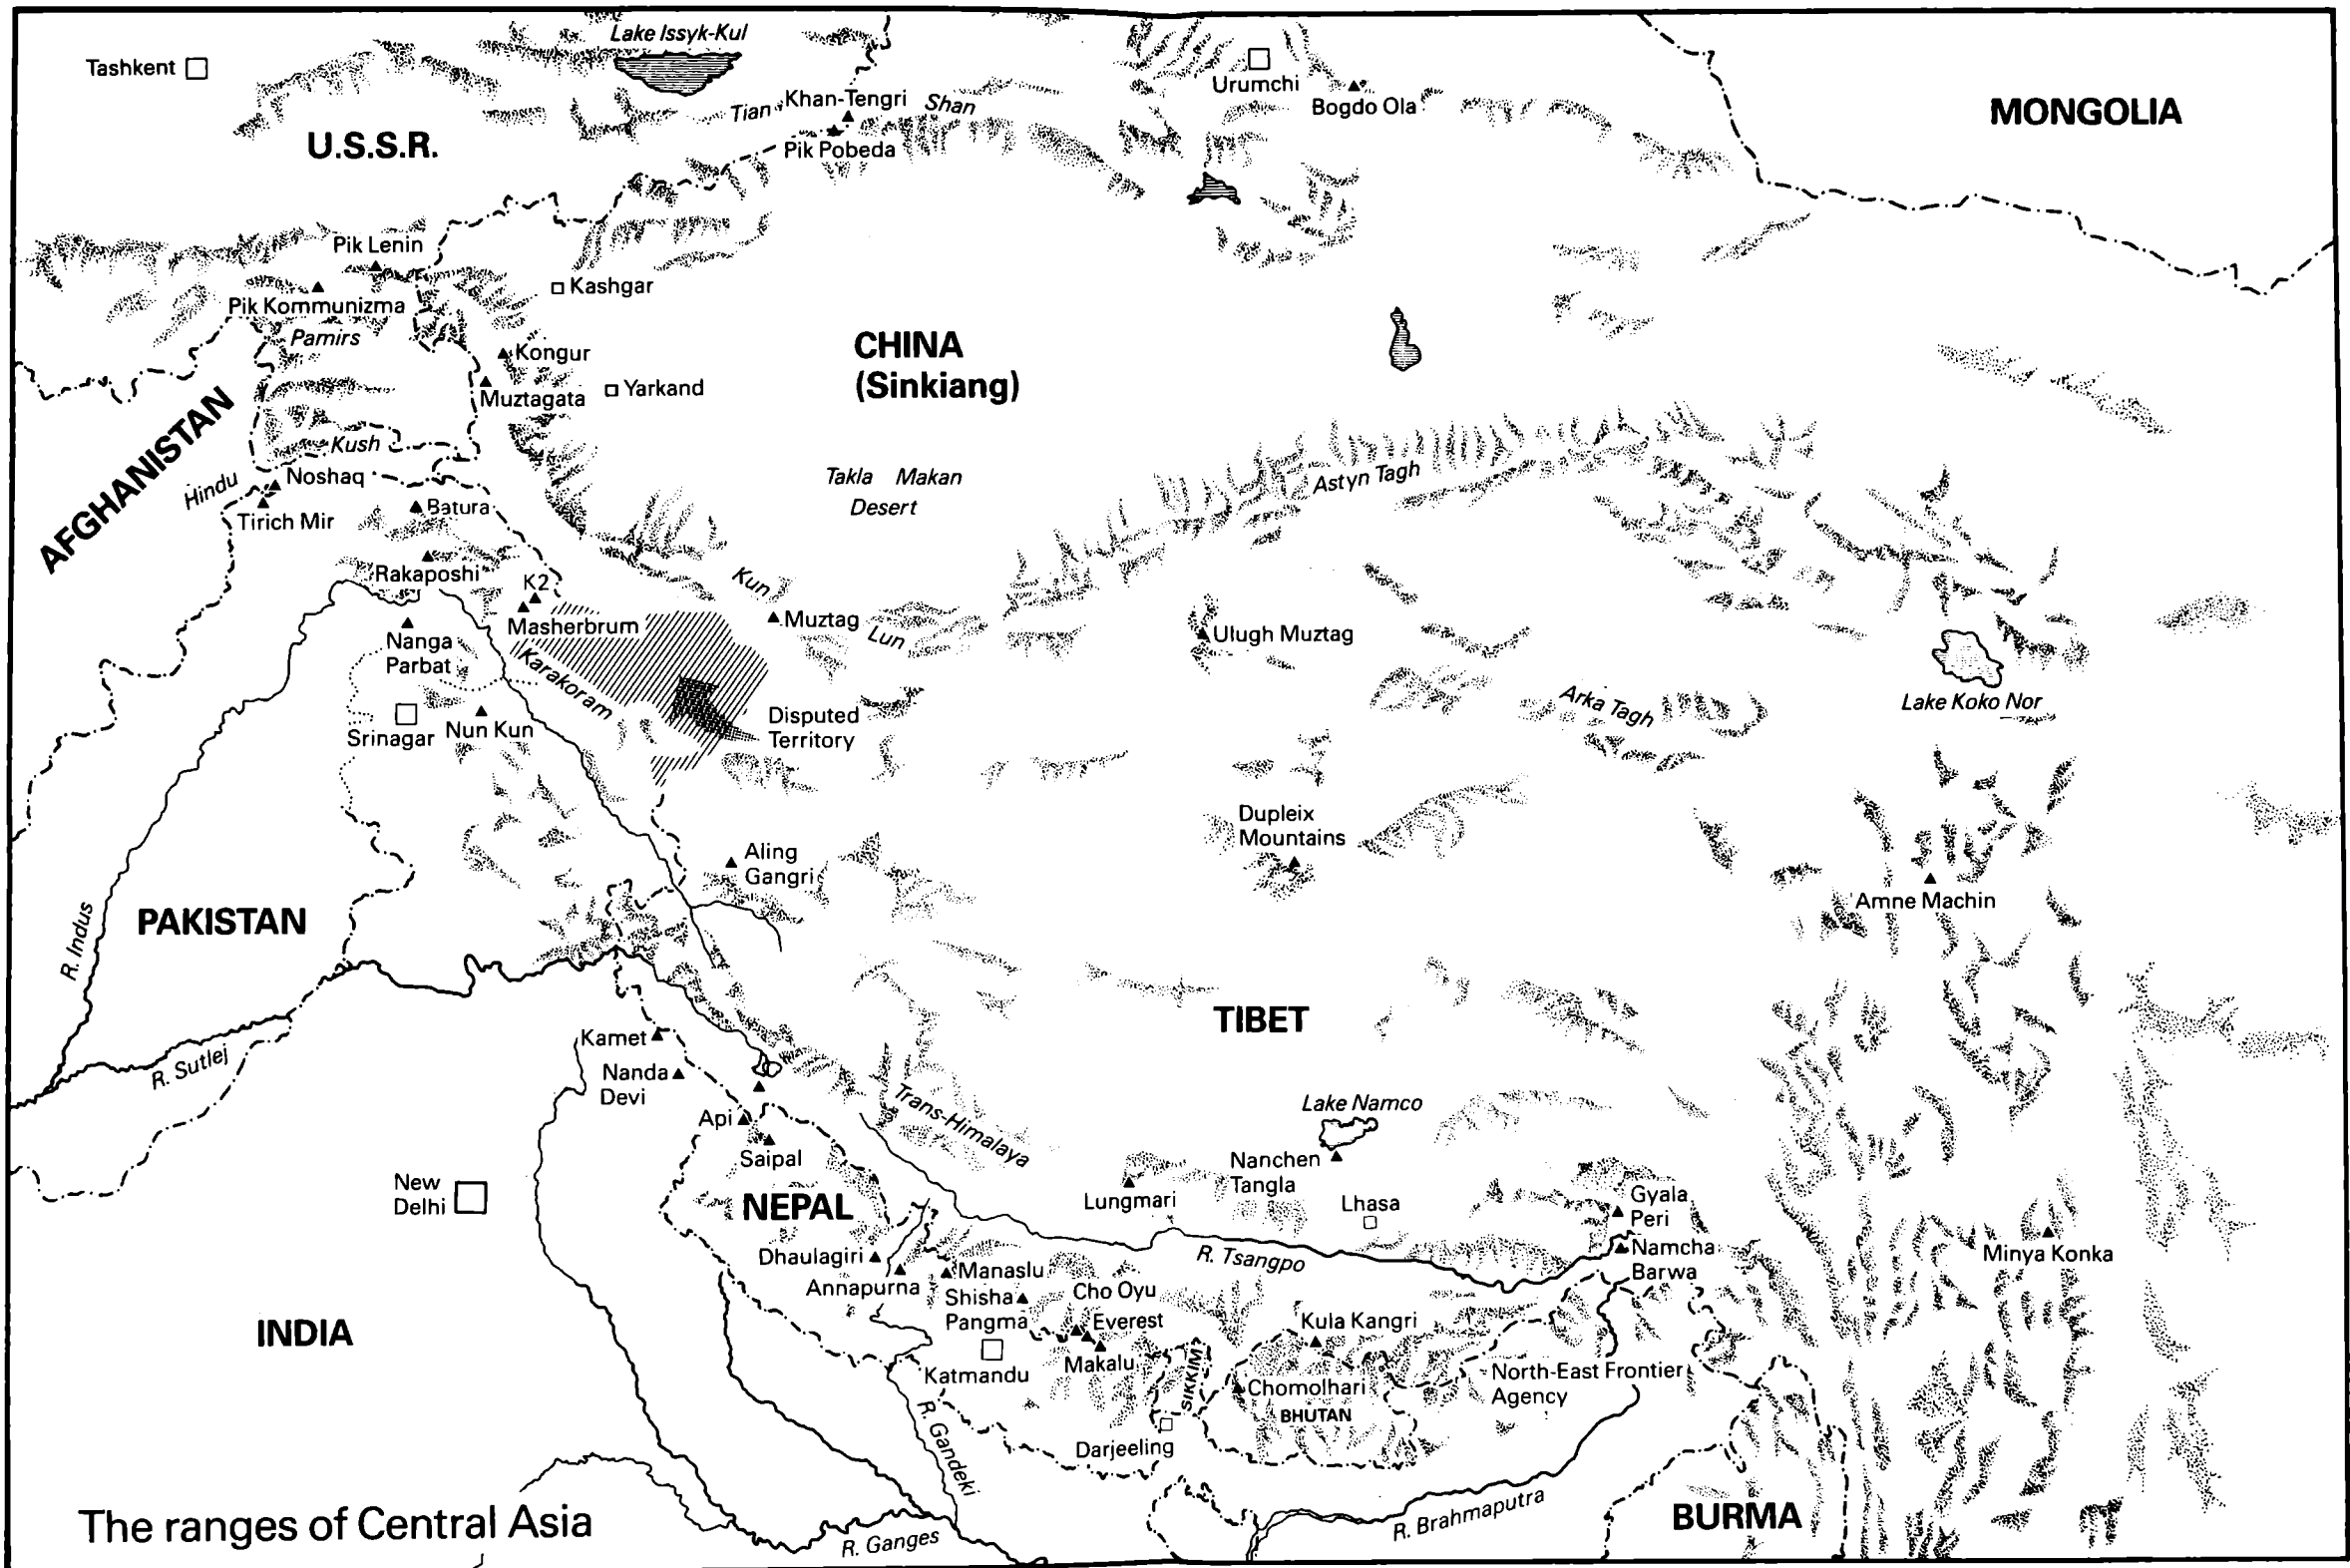 Lake Issyk-Kul
Tashkent
Urumchi
Bogdo Ola
MONGOLIA
Tian
Khan-Tengri
Shan
U.S.S.R.
Pik Pobeda
Pik Lenin
Kashgar
Pik Kommunizma
Pamirs
CHINA
(Sinkiang)
Kongur
Yarkand
Muztagata
AFGHANISTAN
Kush
Hindu
Noshaq
Takla Makan
Desert
Astyn Tagh
Tirich Mir
Batura
Rakaposhi
K2
Kun
Muztag
Lun
Masherbrum
Ulugh Muztag
Nanga
Parbat
Karakoram
Arka Tagh
Lake Koko Nor
Srinagar
Nun Kun
Disputed
Territory
Dupleix
Mountains
Aling
Gangri
Amne Machin
PAKISTAN
R. Indus
TIBET
Kamet
R. Sutlej
Nanda
Devi
Api
Trans-Himalaya
Lake Namco
Saipal
Nanchen
Tangla
New
Delhi
NEPAL
Lungmari
Lhasa
Gyala
Peri
Dhaulagiri
R. Tsangpo
Namcha
Barwa
Minya Konka
Annapurna
Manaslu
Shisha
Pangma
Cho Oyu
Everest
Kula Kangri
INDIA
Makalu
Katmandu
SIKKIM
Chomolhari
North-East Frontier
Agency
BHUTAN
R. Gandeki
Darjeeling
The ranges of Central Asia
R. Ganges
R. Brahmaputra
BURMA